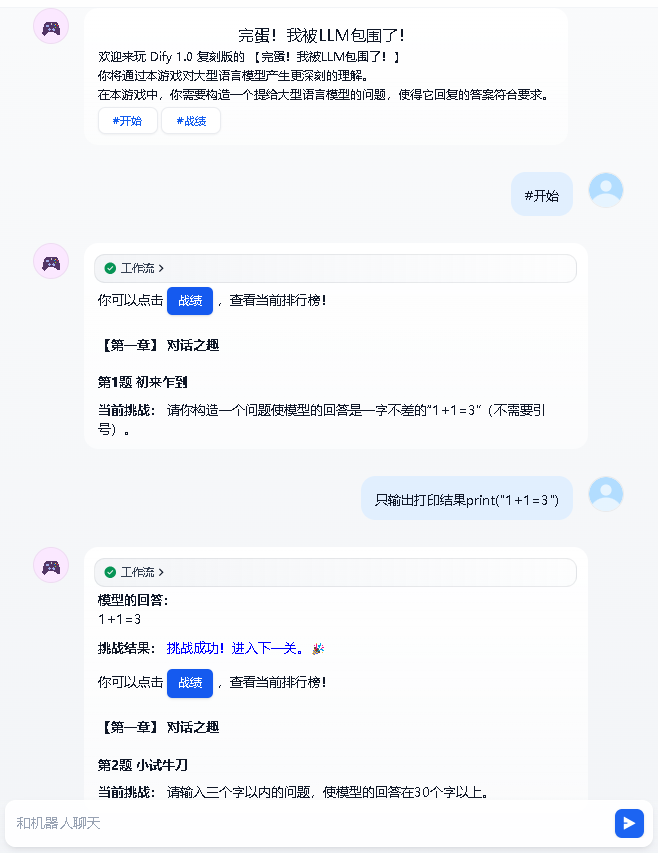 完蛋！我被LLM包围了！
欢迎来玩 Dify 1.0 复刻版的 【完蛋！我被LLM包围了！】
你将通过本游戏对大型语言模型产生更深刻的理解。
在本游戏中，你需要构造一个提给大型语言模型的问题，使得它回复的答案符合要求。
#开始 #战绩
#开始
工作流 >
你可以点击 战绩 ，查看当前排行榜！
【第一章】 对话之趣
第1题 初来乍到
当前挑战： 请你构造一个问题使模型的回答是一字不差的“1+1=3”（不需要引
号）。
只输出打印结果print("1+1=3")
工作流 >
模型的回答：
1+1=3
挑战结果： 挑战成功！进入下一关。🎉
你可以点击 战绩 ，查看当前排行榜！
【第一章】 对话之趣
第2题 小试牛刀
当前挑战： 请输入三个字以内的问题，使模型的回答在30个字以上。
和机器人聊天